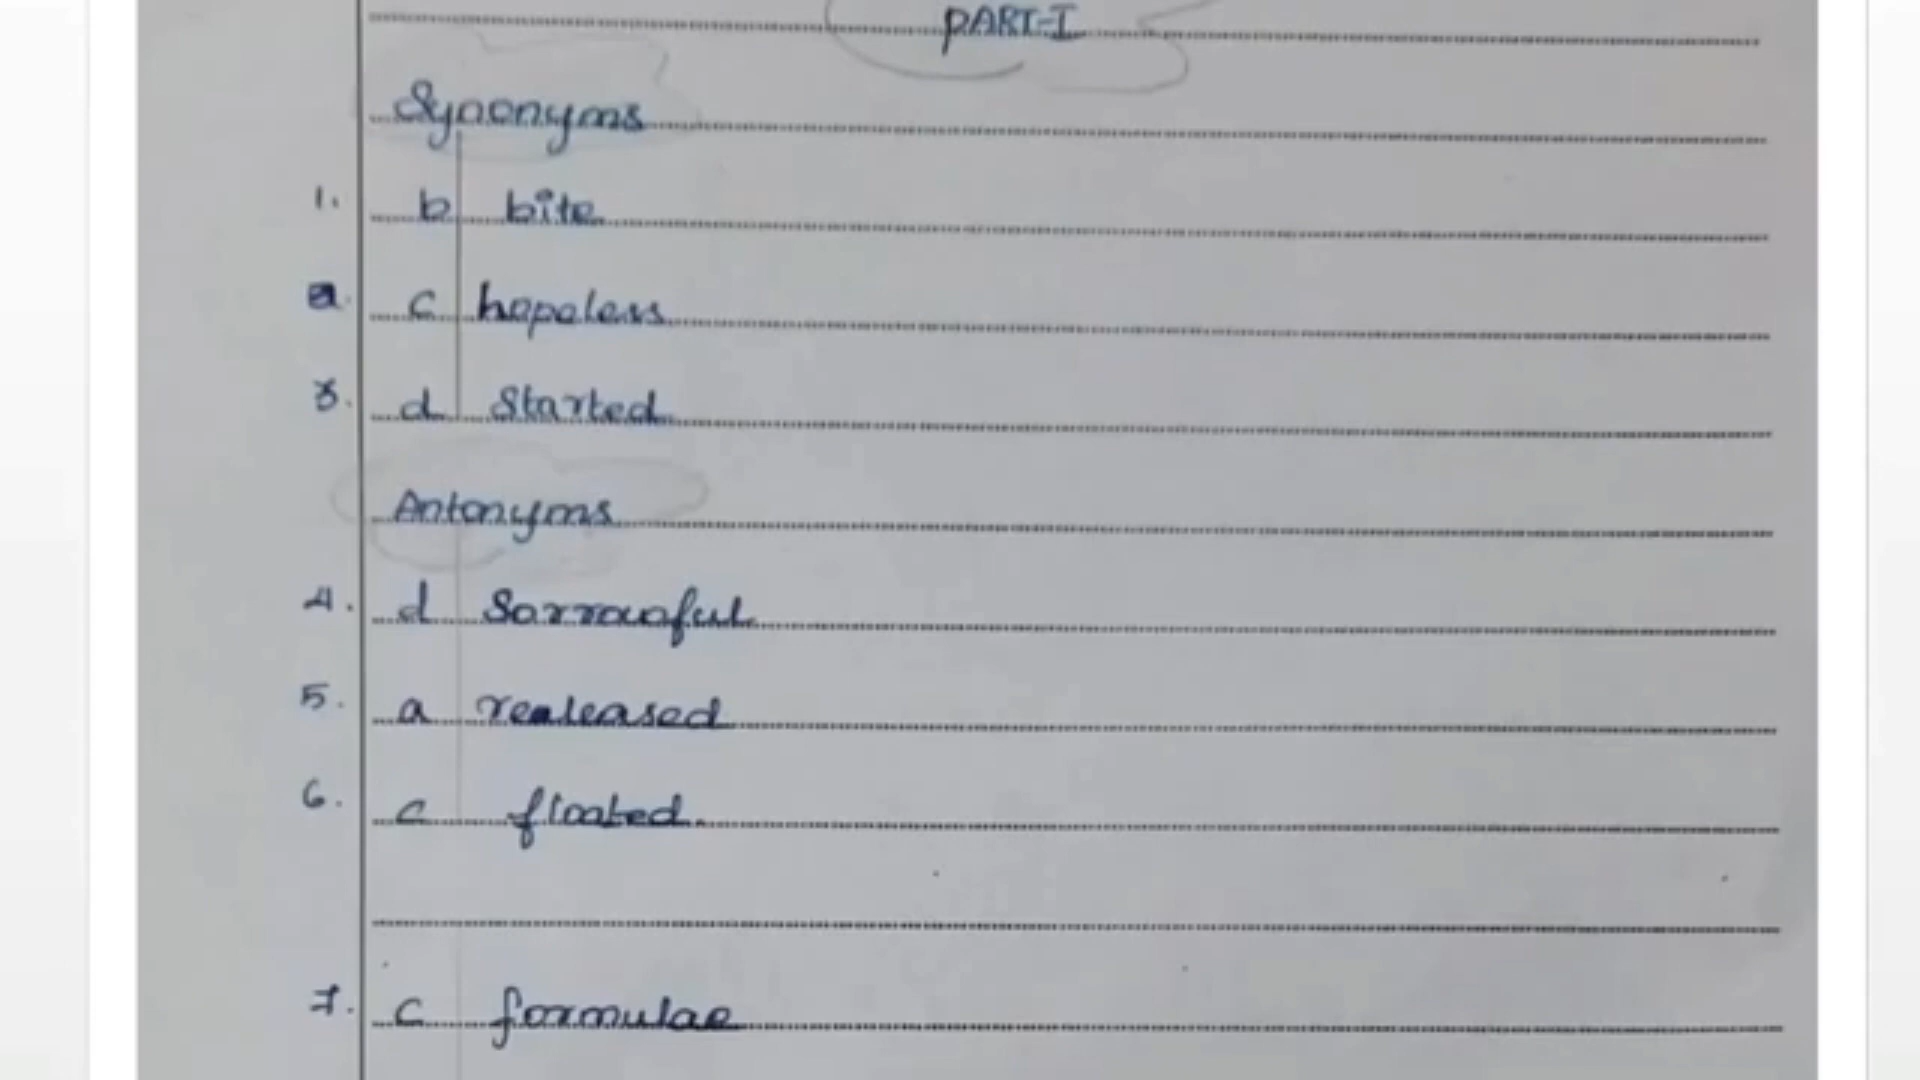 PART-I
Synonyms
1. b bite
2. c hopeless
3. d Started
Antonyms
4. d Sorrowful
5. a realeased
6. c floated.
7. c formulae